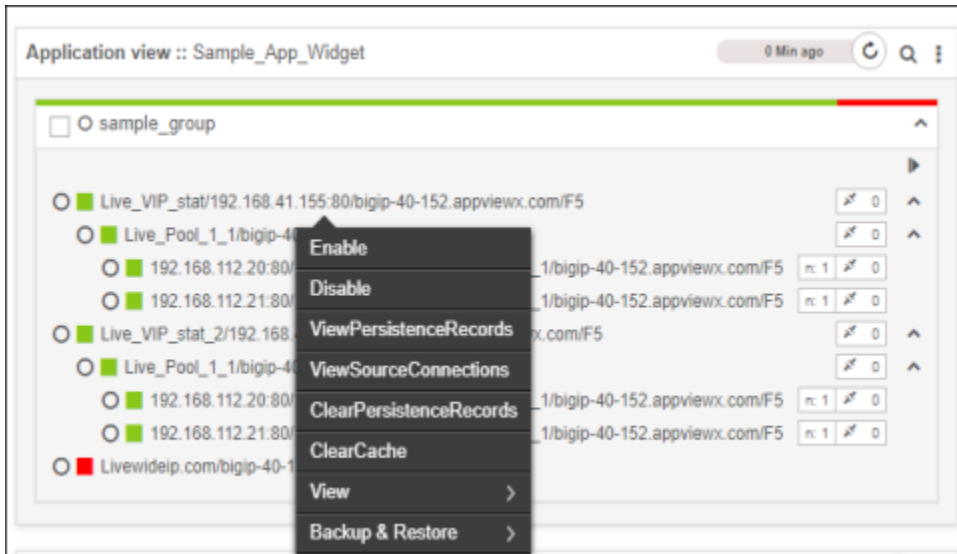 Application view :: Sample_App_Widget
0 Min ago
sample_group
Live_VIP_stat/192.168.41.155:80/bigip-40-152.appviewx.com/F5 0
Live_Pool_1_1/bigip-40 0
192.168.112.20:80/ _1/bigip-40-152.appviewx.com/F5 n: 1 0
192.168.112.21:80/ _1/bigip-40-152.appviewx.com/F5 n: 1 0
Live_VIP_stat_2/192.168. x.com/F5 0
Live_Pool_1_1/bigip-40 0
192.168.112.20:80/ _1/bigip-40-152.appviewx.com/F5 n: 1 0
192.168.112.21:80/ _1/bigip-40-152.appviewx.com/F5 n: 1 0
Livewideip.com/bigip-40-1
Enable
Disable
ViewPersistenceRecords
ViewSourceConnections
ClearPersistenceRecords
ClearCache
View
Backup & Restore